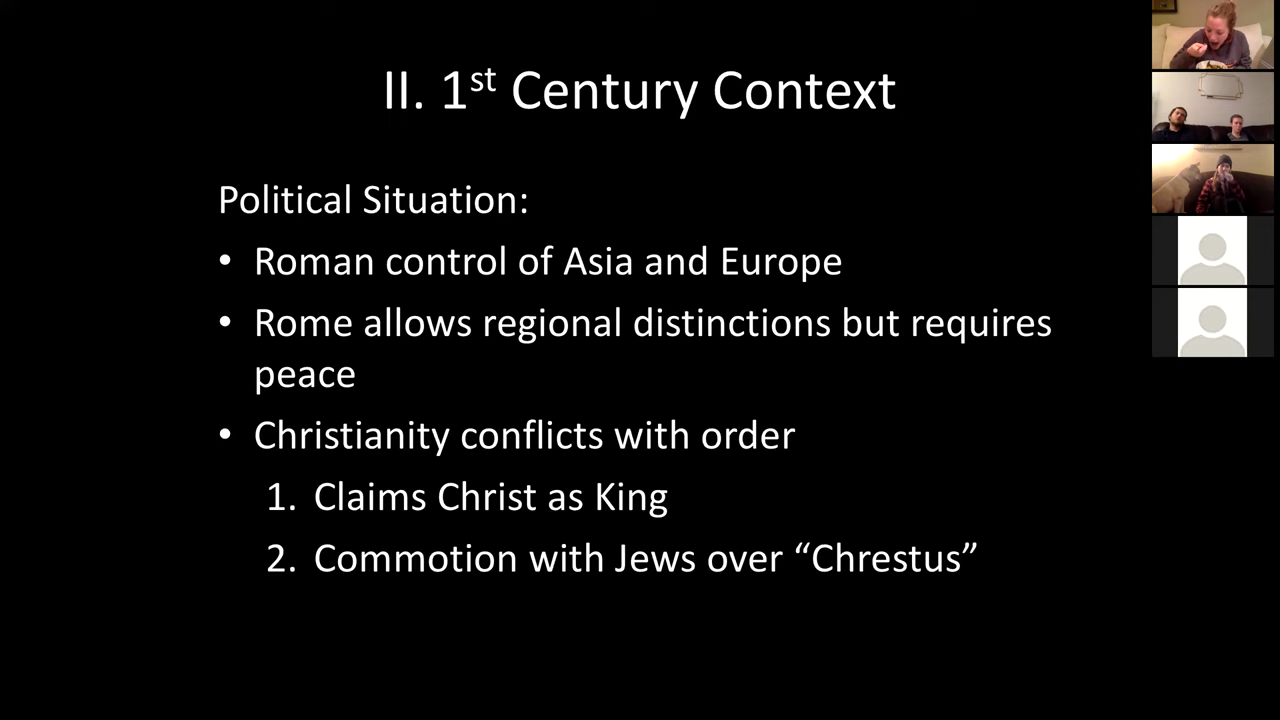 II. 1st Century Context
Political Situation:
• Roman control of Asia and Europe
• Rome allows regional distinctions but requires
peace
• Christianity conflicts with order
1. Claims Christ as King
2. Commotion with Jews over “Chrestus”